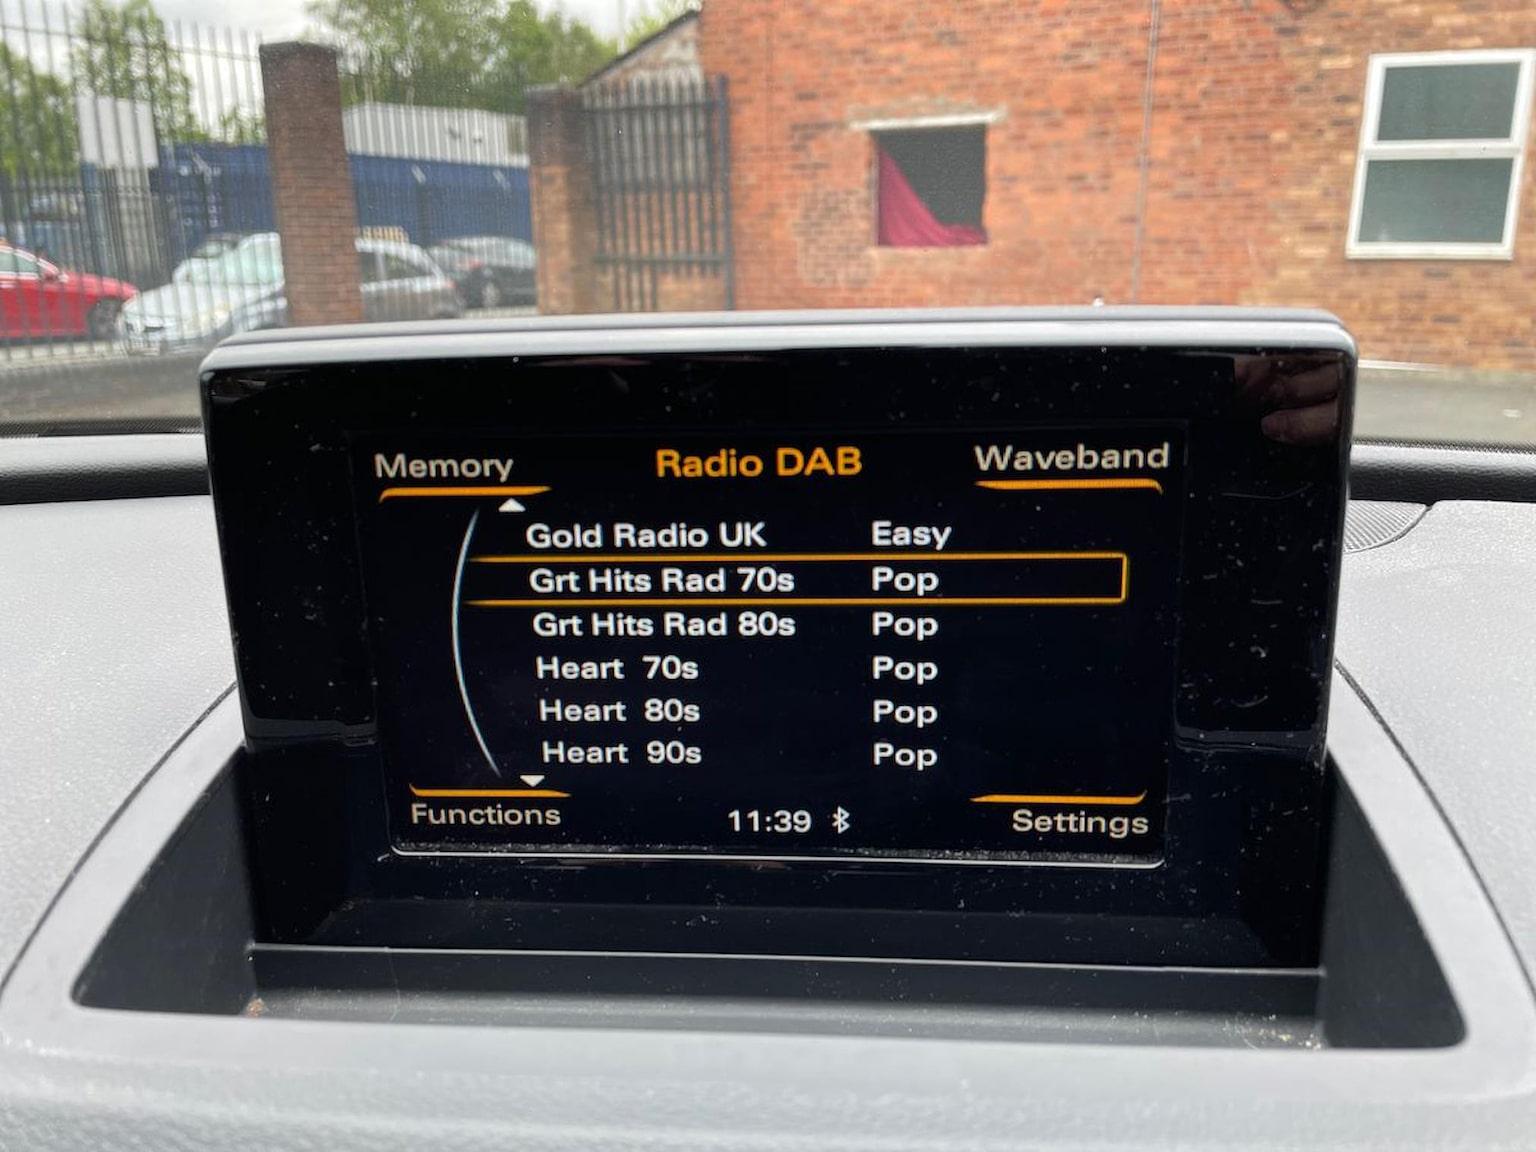 Memory Radio DAB Waveband
Gold Radio UK Easy
Grt Hits Rad 70s Pop
Grt Hits Rad 80s Pop
Heart 70s Pop
Heart 80s Pop
Heart 90s Pop
Functions 11:39 Settings